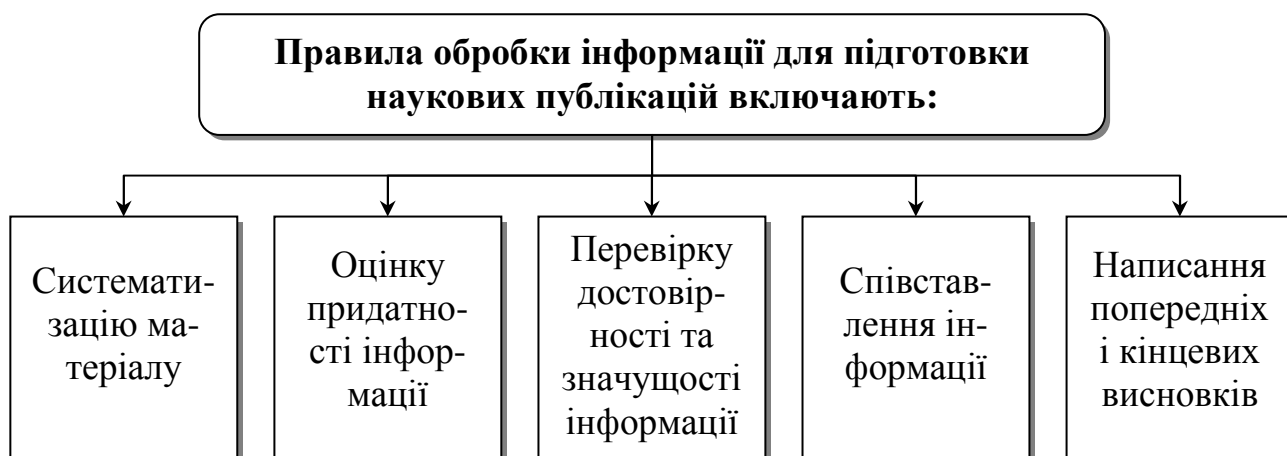 Правила обробки інформації для підготовки
наукових публікацій включають:
Системати-
зацію ма-
теріалу
Оцінку
придатно-
сті інфор-
мації
Перевірку
достовір-
ності та
значущості
інформації
Співстав-
лення ін-
формації
Написання
попередніх
і кінцевих
висновків